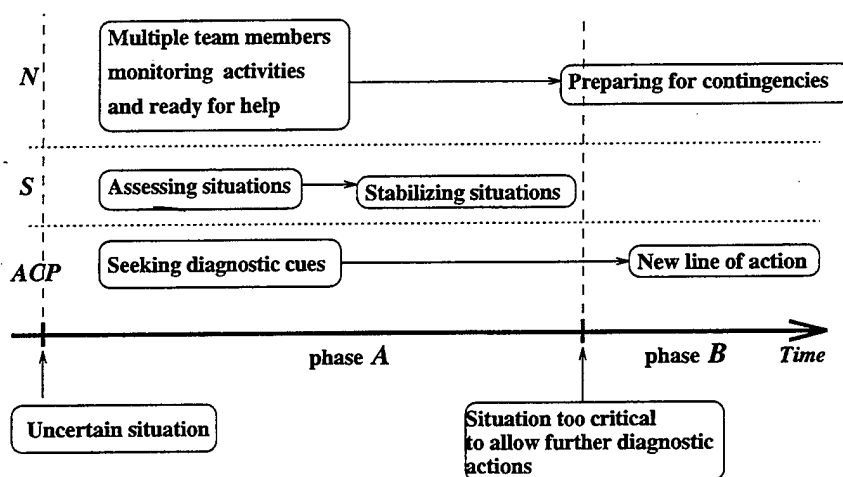 Multiple team members
monitoring activities
and ready for help
N
Preparing for contingencies
S
Assessing situations
Stabilizing situations
ACP
Seeking diagnostic cues
New line of action
phase A
phase B
Time
Uncertain situation
Situation too critical
to allow further diagnostic
actions